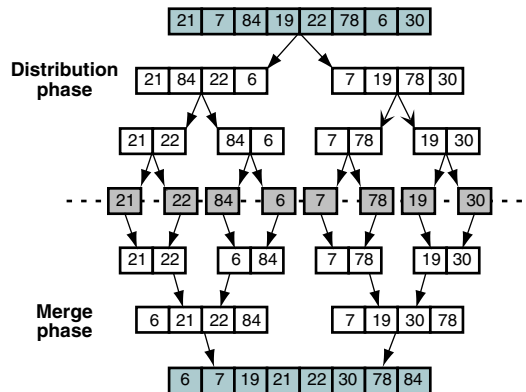 21 7 84 19 22 78 6 30
Distribution
phase
21 84 22 6 7 19 78 30
21 22 84 6 7 78 19 30
21 22 84 6 7 78 19 30
21 22 6 84 7 78 19 30
Merge
phase
6 21 22 84 7 19 30 78
6 7 19 21 22 30 78 84